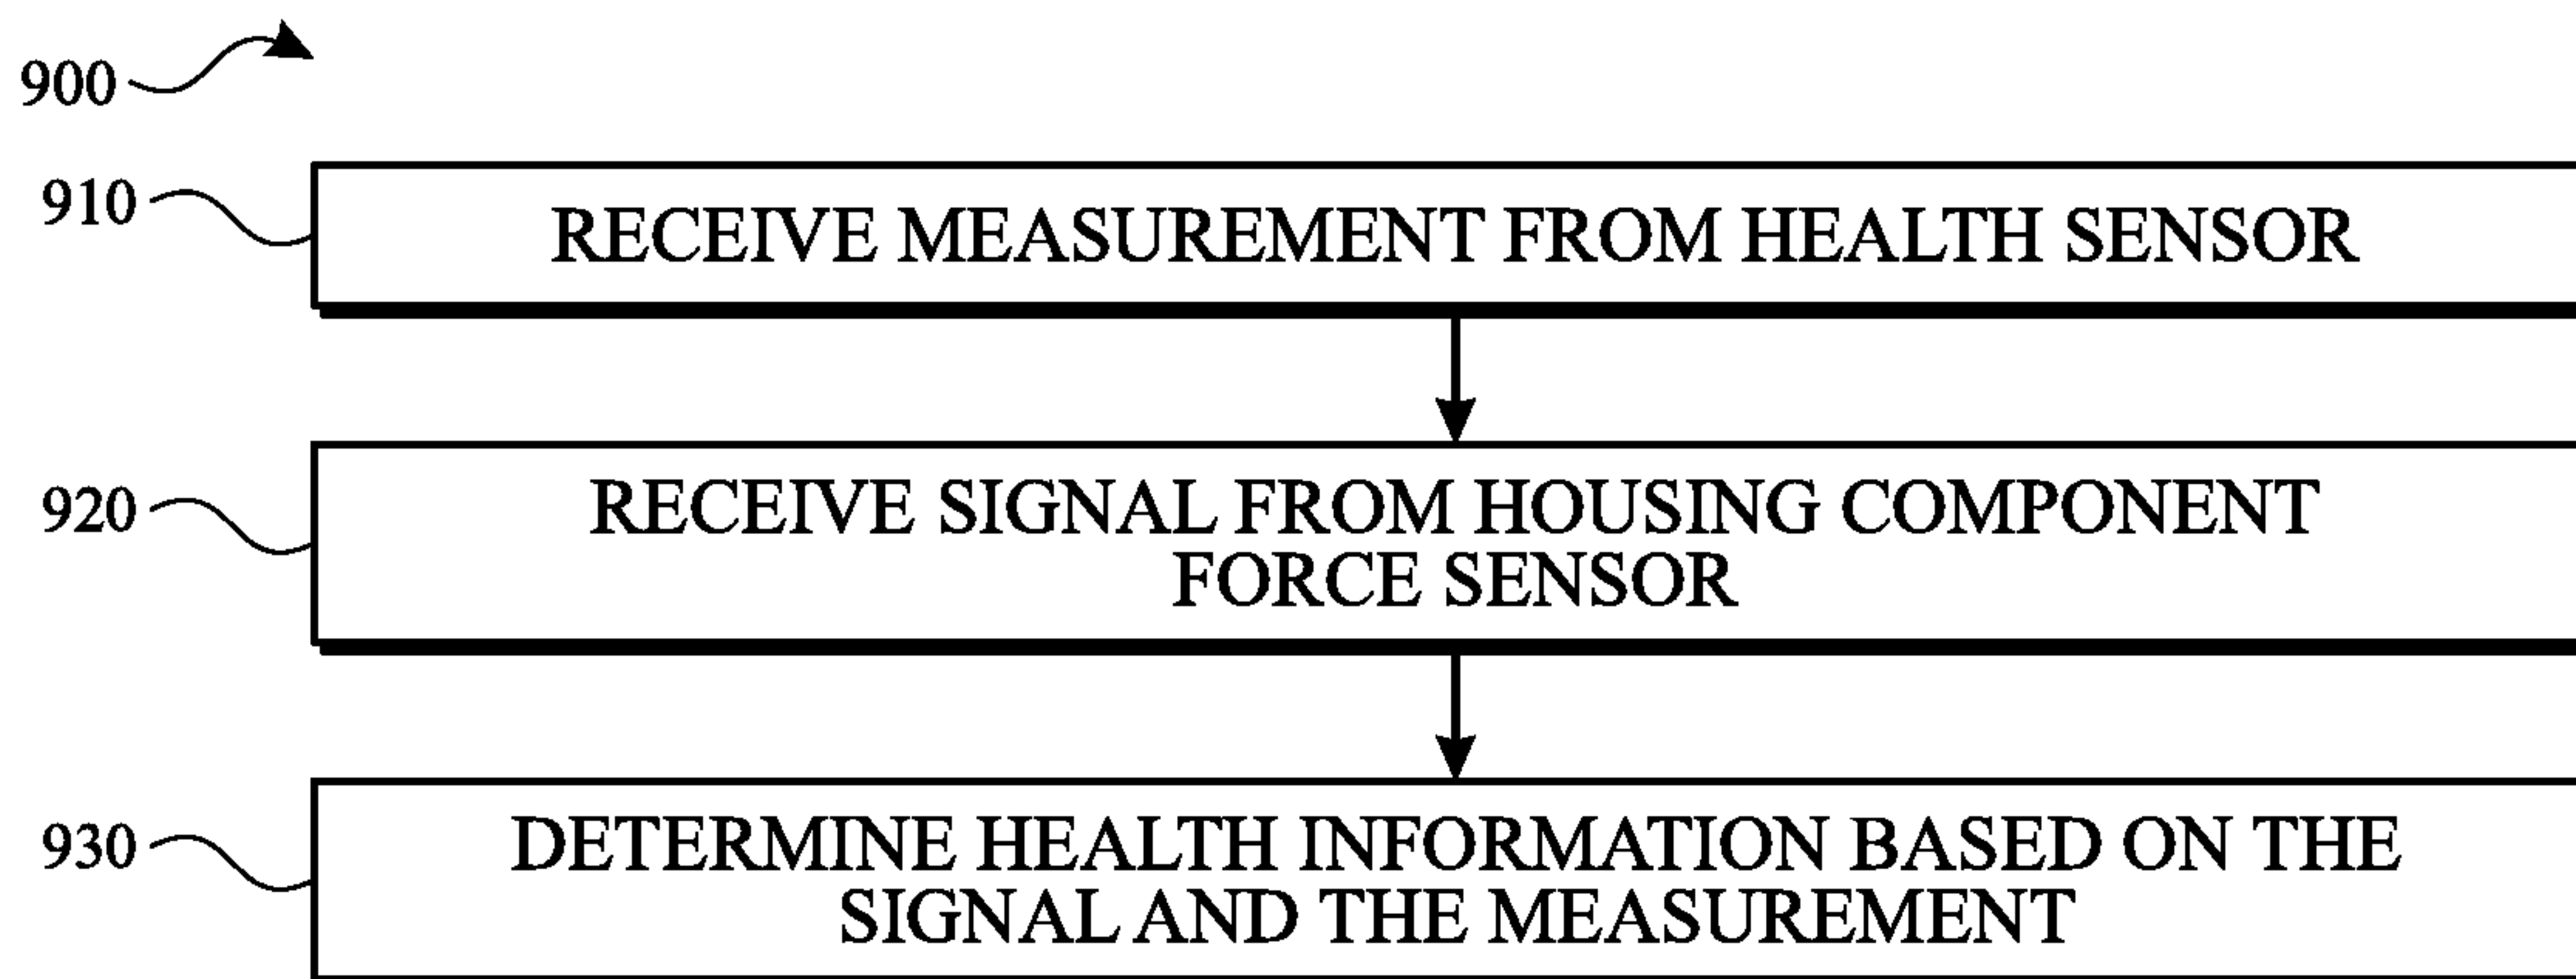 900
910
RECEIVE MEASUREMENT FROM HEALTH SENSOR
920
RECEIVE SIGNAL FROM HOUSING COMPONENT
FORCE SENSOR
930
DETERMINE HEALTH INFORMATION BASED ON THE
SIGNAL AND THE MEASUREMENT